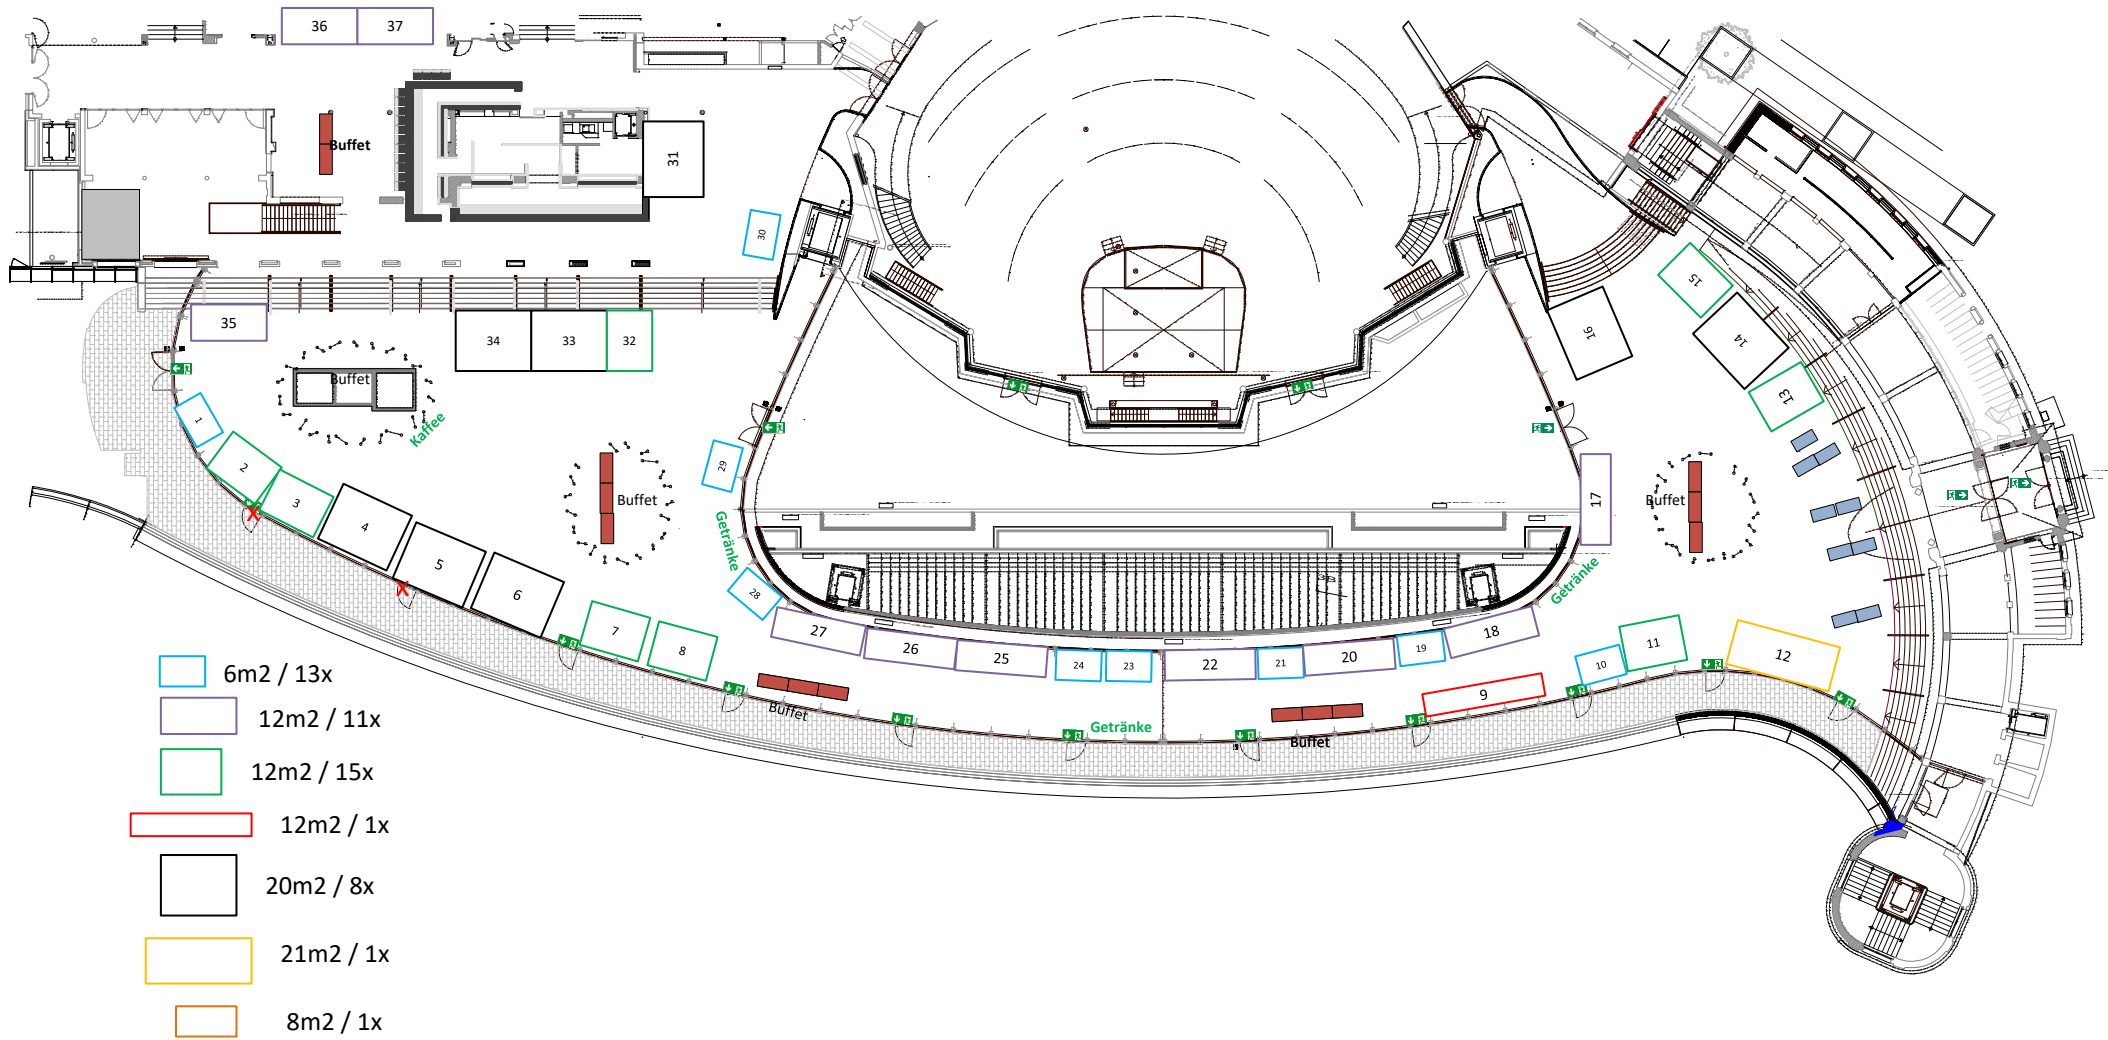 36
37
Buffet
31
30
35
34
33
32
15
16
14
Buffet
13
1
Kaffee
2
29
3
4
Buffet
Buffet
17
Getränke
5
6
28
Getränke
7
27
18
8
26
25
24
23
22
21
20
19
10
11
12
9
Buffet
Getränke
Buffet
6m2 / 13x
12m2 / 11x
12m2 / 15x
12m2 / 1x
20m2 / 8x
21m2 / 1x
8m2 / 1x